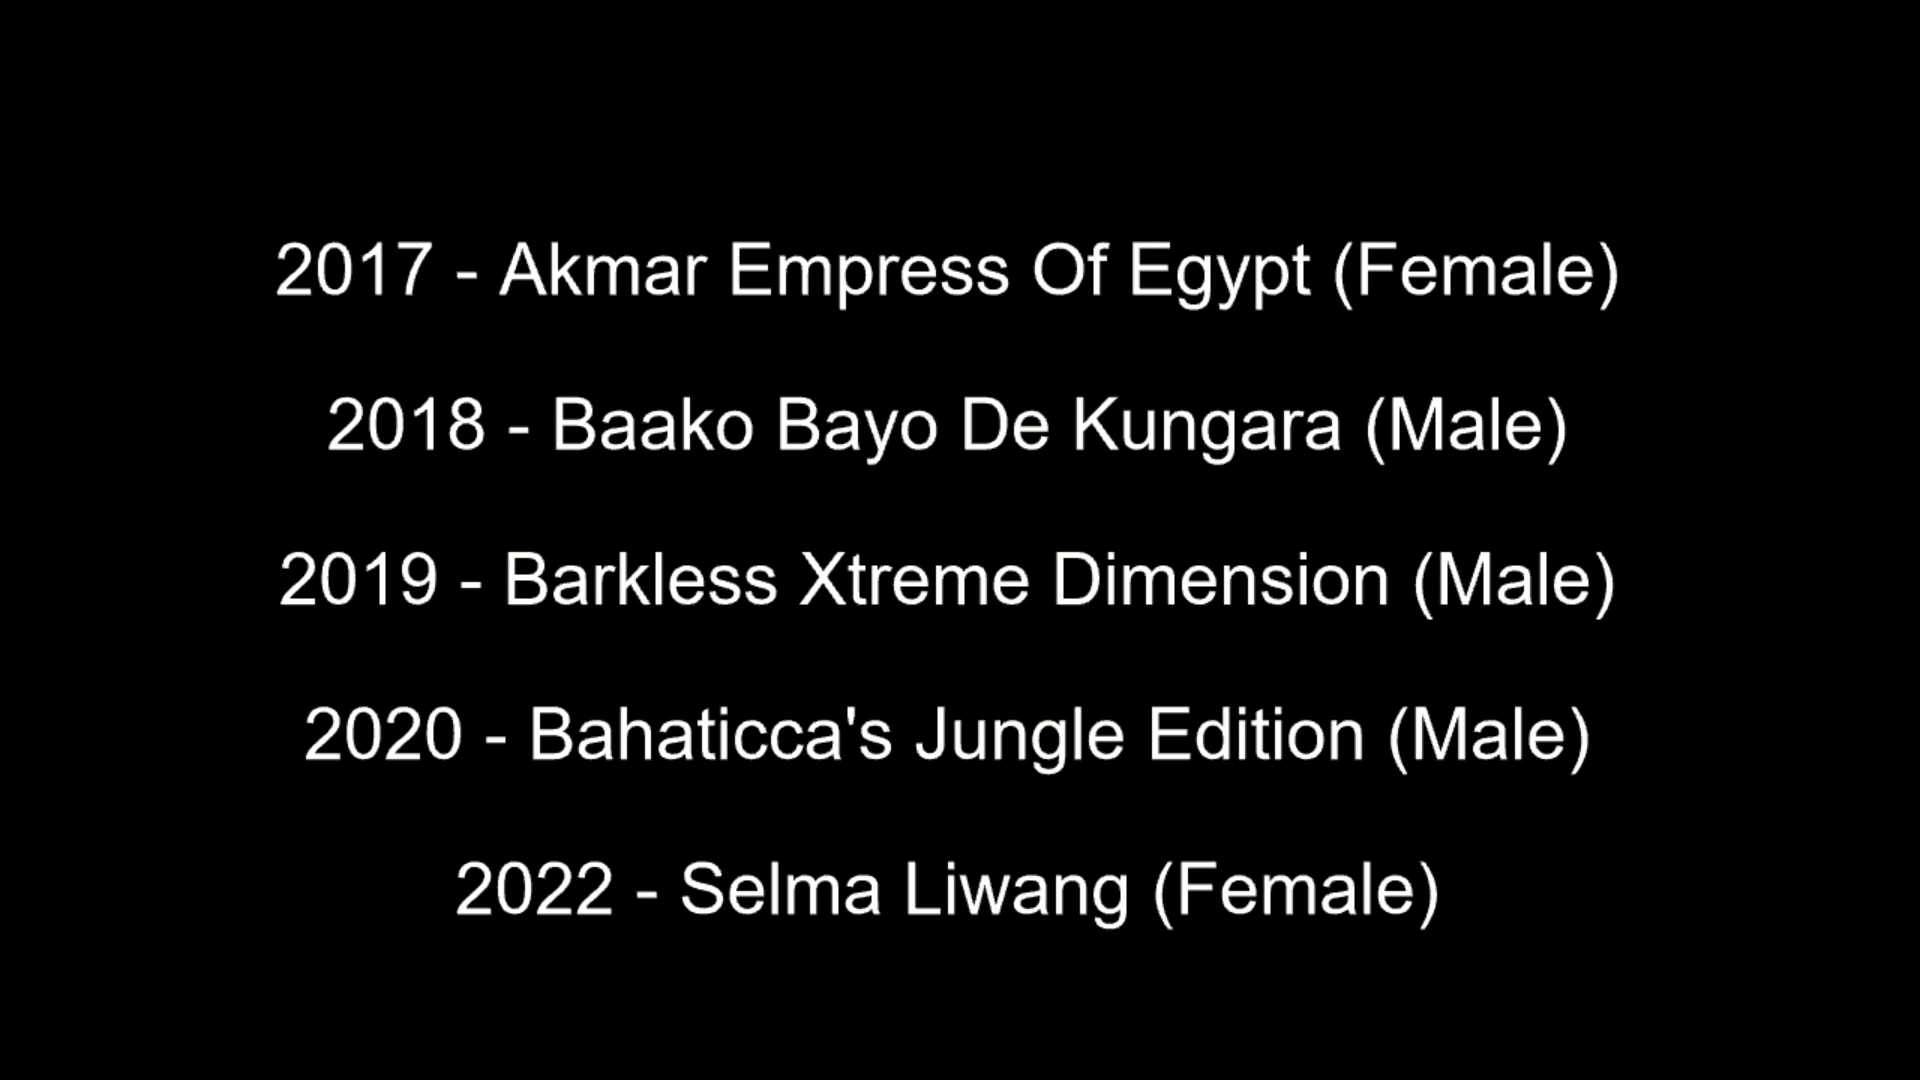 2017 - Akmar Empress Of Egypt (Female)
2018 - Baako Bayo De Kungara (Male)
2019 - Barkless Xtreme Dimension (Male)
2020 - Bahaticca's Jungle Edition (Male)
2022 - Selma Liwang (Female)